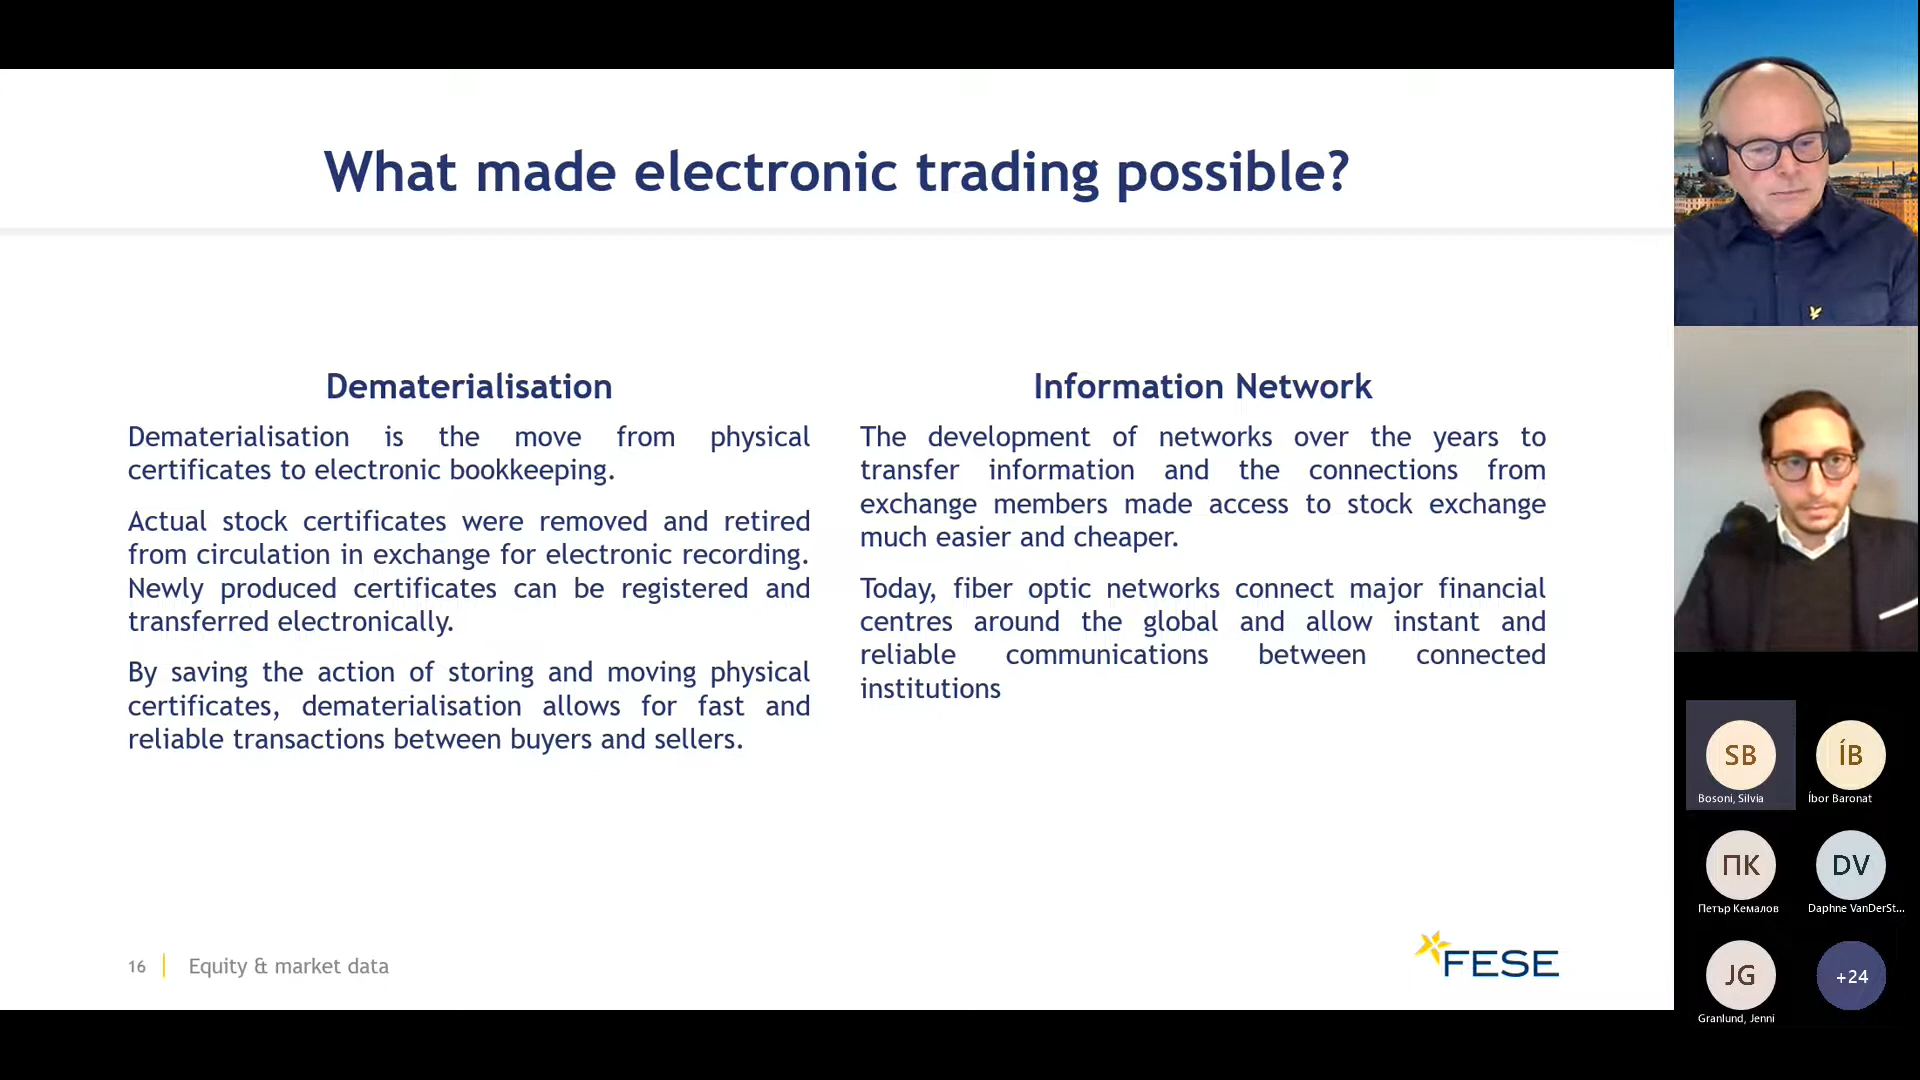 What made electronic trading possible?
Dematerialisation
Dematerialisation is the move from physical
certificates to electronic bookkeeping.
Actual stock certificates were removed and retired
from circulation in exchange for electronic recording.
Newly produced certificates can be registered and
transferred electronically.
By saving the action of storing and moving physical
certificates, dematerialisation allows for fast and
reliable transactions between buyers and sellers.
Information Network
The development of networks over the years to
transfer information and the connections from
exchange members made access to stock exchange
much easier and cheaper.
Today, fiber optic networks connect major financial
centres around the global and allow instant and
reliable communications between connected
institutions
16
Equity & market data
FESE
SB
Bosoni, Silvia
ÍB
Íbor Baronat
ПК
Петър Кемалов
DV
Daphne VanDerSt...
JG
Granlund, Jenni
+24